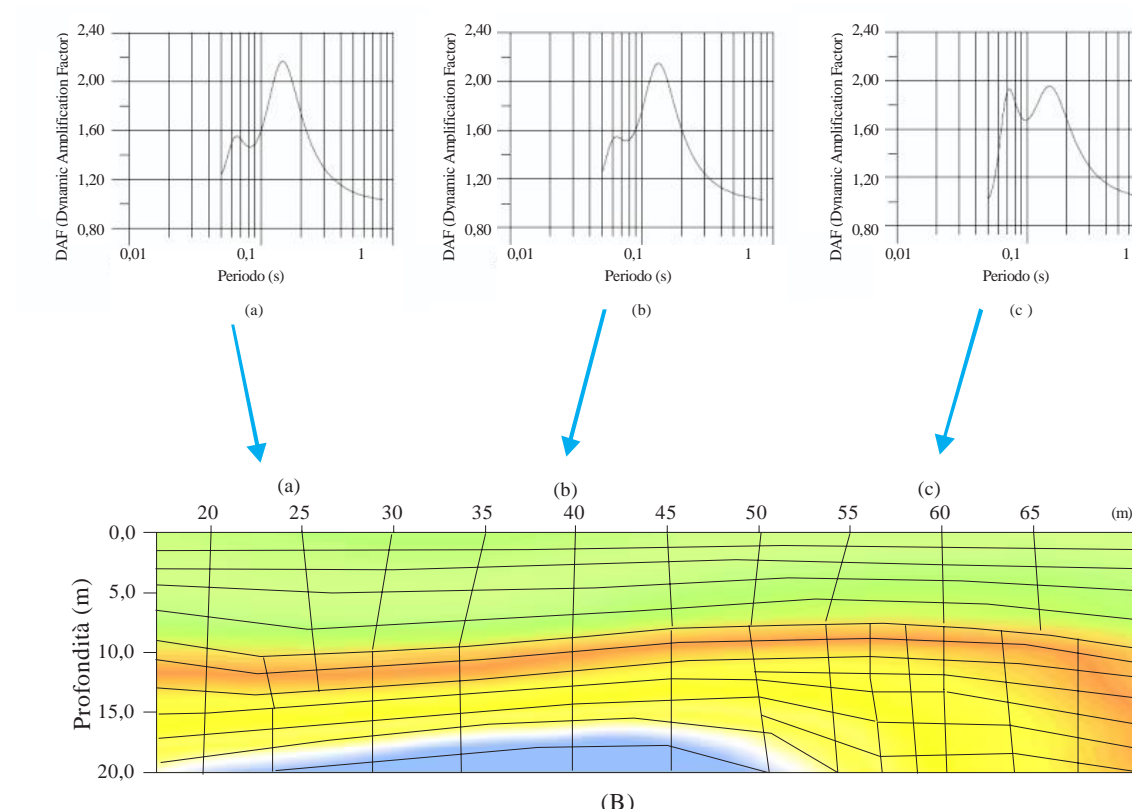 DAF (Dynamic Amplification Factor)
2,40
2,00
1,60
1,20
0,80
0,01
0,1
1
Periodo (s)
(a)
DAF (Dynamic Amplification Factor)
2,40
2,00
1,60
1,20
0,80
0,01
0,1
1
Periodo (s)
(b)
DAF (Dynamic Amplification Factor)
2,40
2,00
1,60
1,20
0,80
0,01
0,1
1
Periodo (s)
(c )
(a) (b) (c)
20 25 30 35 40 45 50 55 60 65 (m)
Profondità (m)
0,0
5,0
10,0
15,0
20,0
(B)